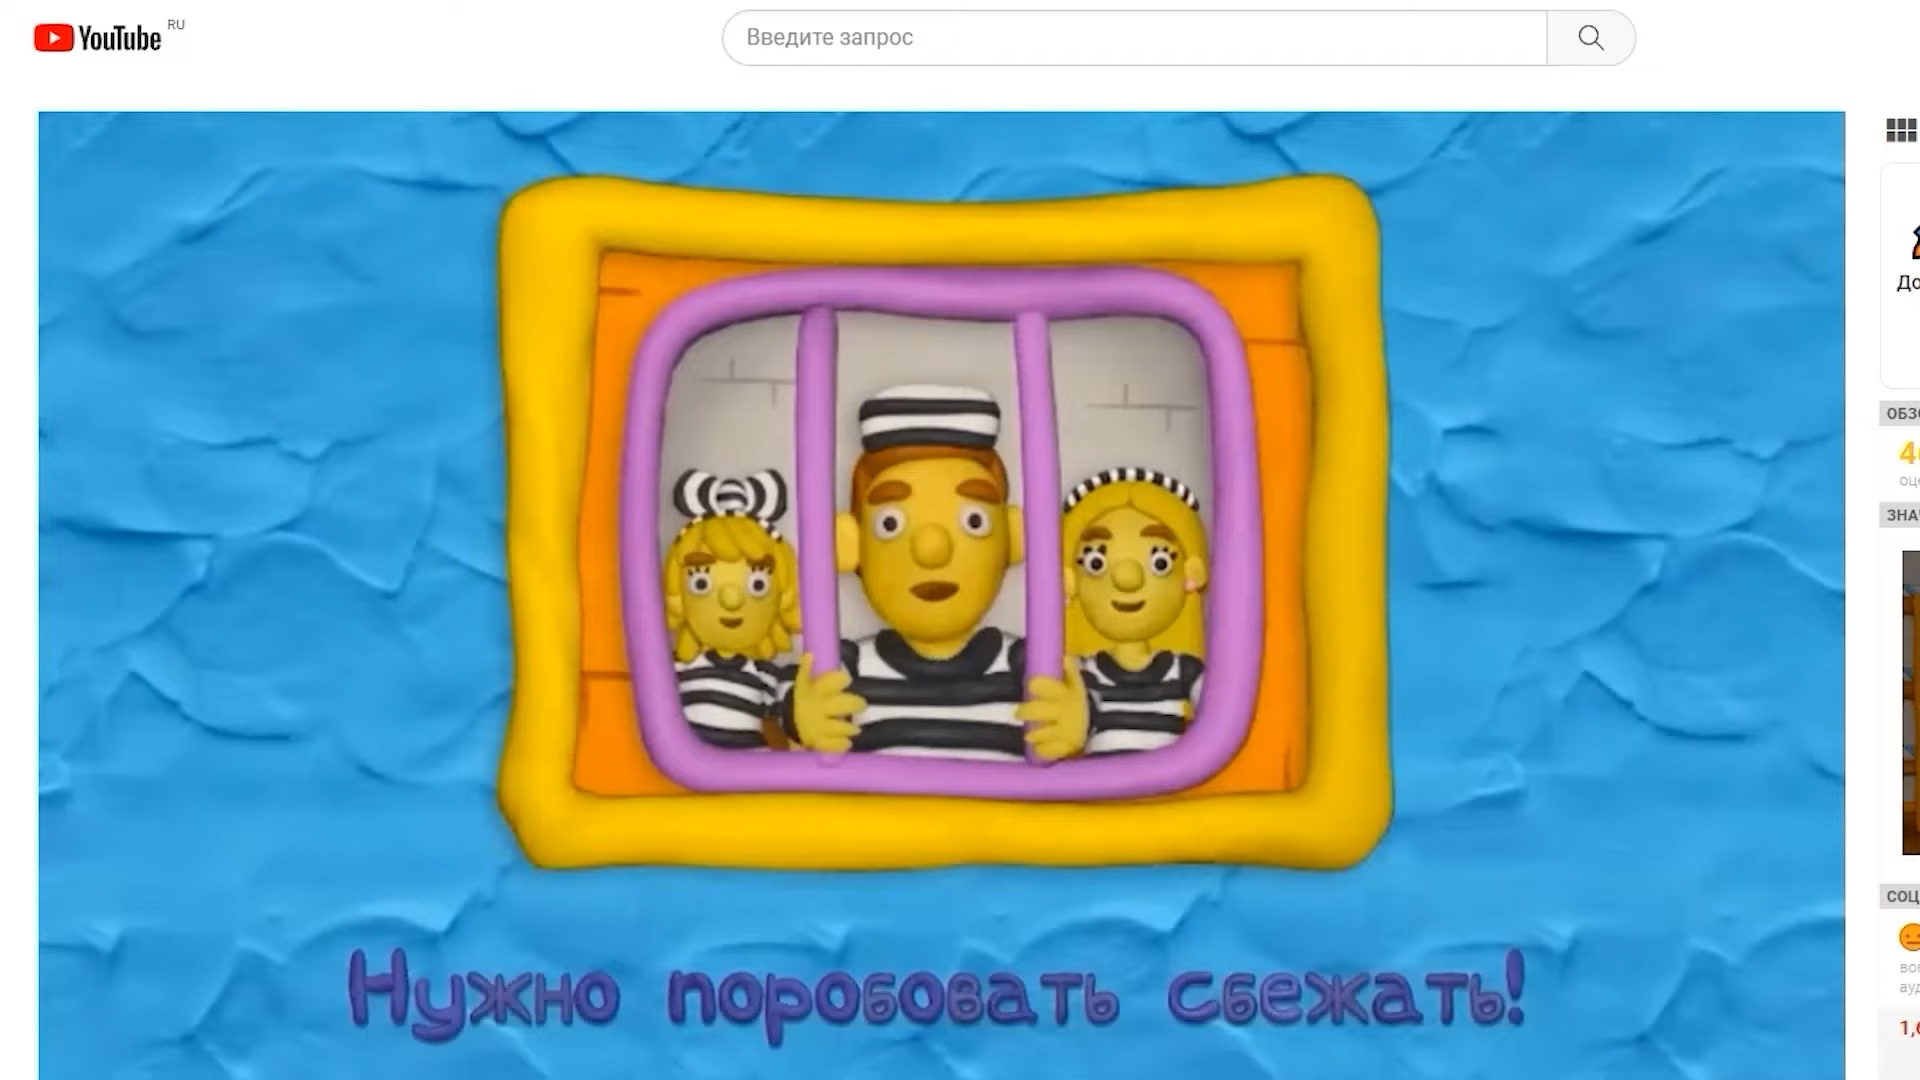 YouTube RU
Введите запрос
Нужно поробовать сбежать!